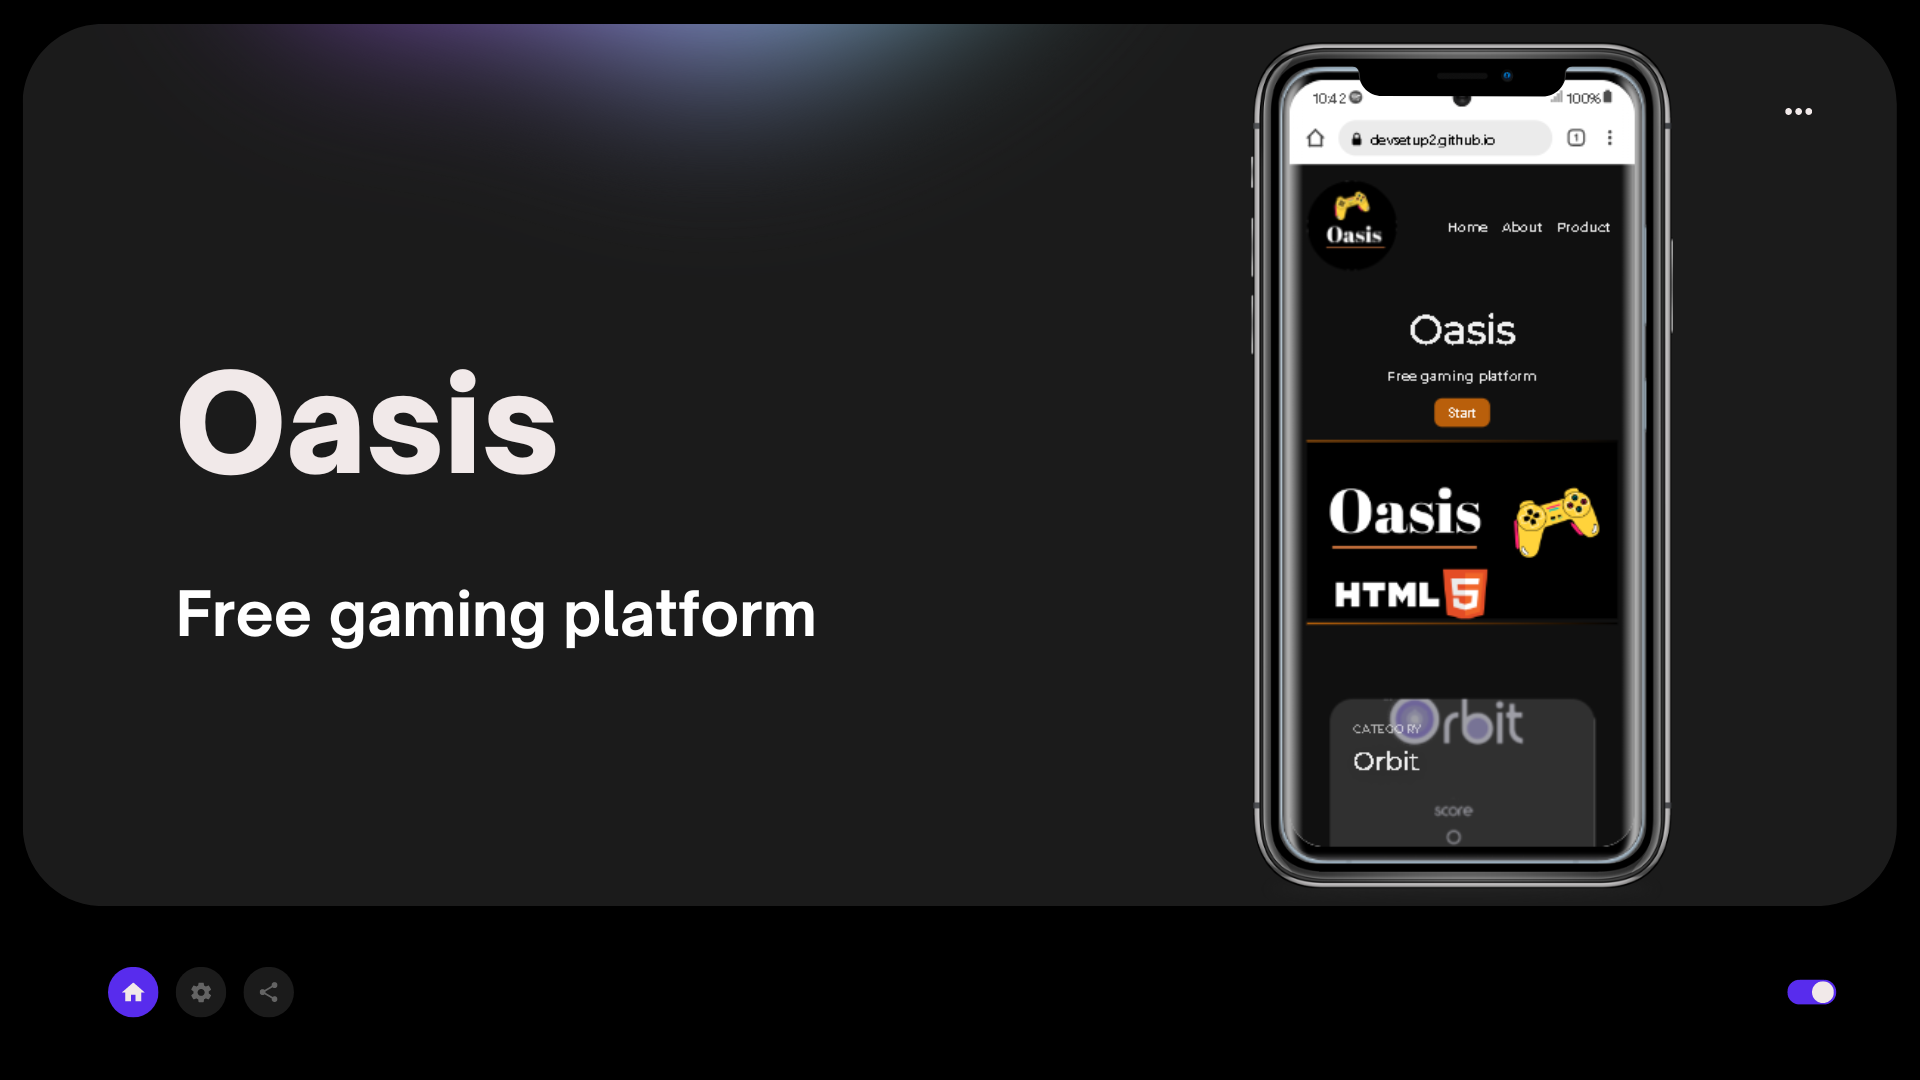 Oasis
Free gaming platform
10:42
100%
devsetup2.github.io
1
Oasis
Home About Product
Oasis
Free gaming platform
Start
Oasis
HTML 5
Orbit
CATEGORY
Orbit
score
0